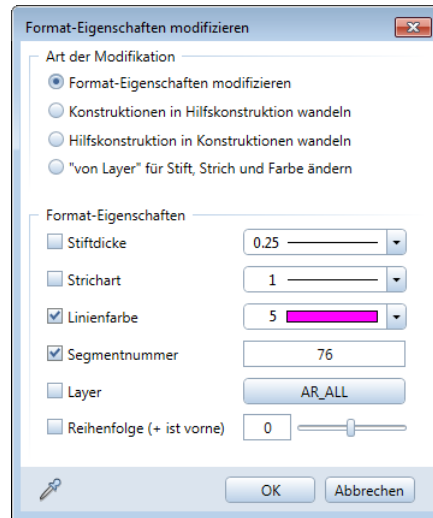 Format-Eigenschaften modifizieren
Art der Modifikation
Format-Eigenschaften modifizieren
Konstruktionen in Hilfskonstruktion wandeln
Hilfskonstruktion in Konstruktionen wandeln
"von Layer" für Stift, Strich und Farbe ändern
Format-Eigenschaften
Stiftdicke 0.25
Strichart 1
Linienfarbe 5
Segmentnummer 76
Layer AR_ALL
Reihenfolge (+ ist vorne) 0
OK Abbrechen